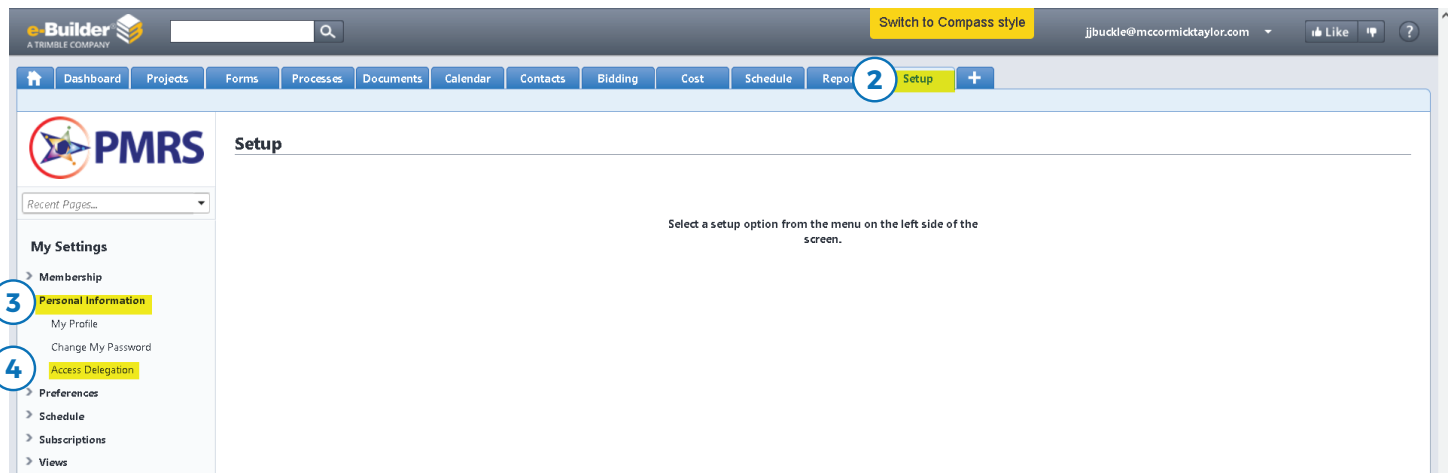 e-Builder
A TRIMBLE COMPANY
Switch to Compass style
jjbuckle@mccormicktaylor.com
Like
?
Dashboard Projects Forms Processes Documents Calendar Contacts Bidding Cost Schedule Repor 2 Setup +
PMRS
Setup
Recent Pages...
Select a setup option from the menu on the left side of the
screen.
My Settings
Membership
3 Personal Information
My Profile
Change My Password
4 Access Delegation
Preferences
Schedule
Subscriptions
Views